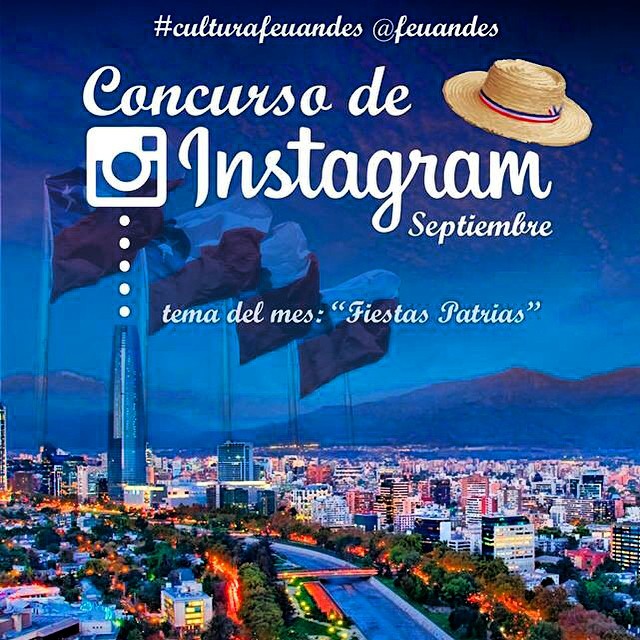 #culturafeuandes @feuandes
Concurso de
Instagram
Septiembre
tema del mes: “Fiestas Patrias”